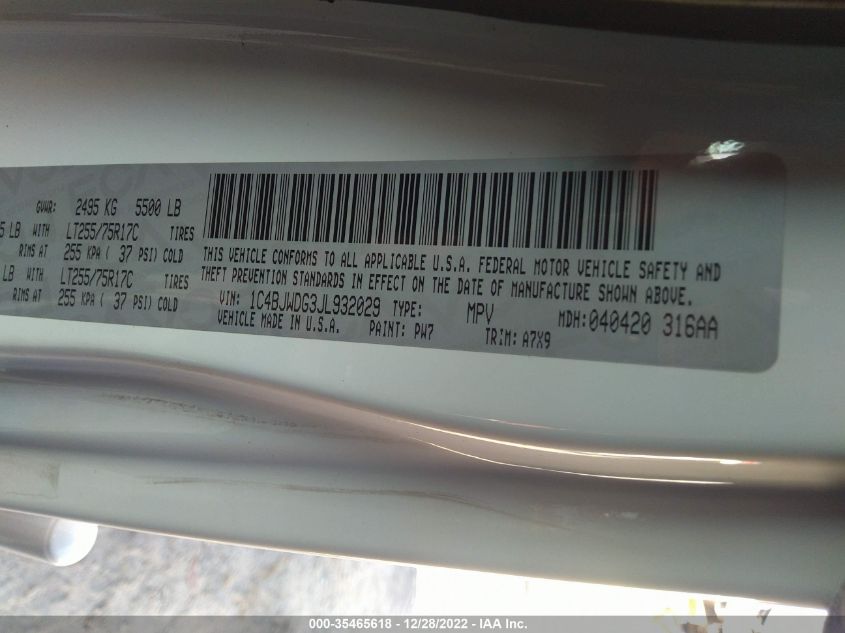 GVWR: 2495 KG 5500 LB
5 LB WITH LT255/75R17C TIRES
RIMS AT 255 KPA ( 37 PSI) COLD
LB WITH LT255/75R17C TIRES
RIMS AT 255 KPA ( 37 PSI) COLD
THIS VEHICLE CONFORMS TO ALL APPLICABLE U.S.A. FEDERAL MOTOR VEHICLE SAFETY AND
THEFT PREVENTION STANDARDS IN EFFECT ON THE DATE OF MANUFACTURE SHOWN ABOVE.
VIN: 1C4BJWDG3JL932029 TYPE: MPV MDH:040420 316AA
VEHICLE MADE IN U.S.A. PAINT: PW7 TRIM: A7X9
000-35465618 - 12/28/2022 - IAA Inc.